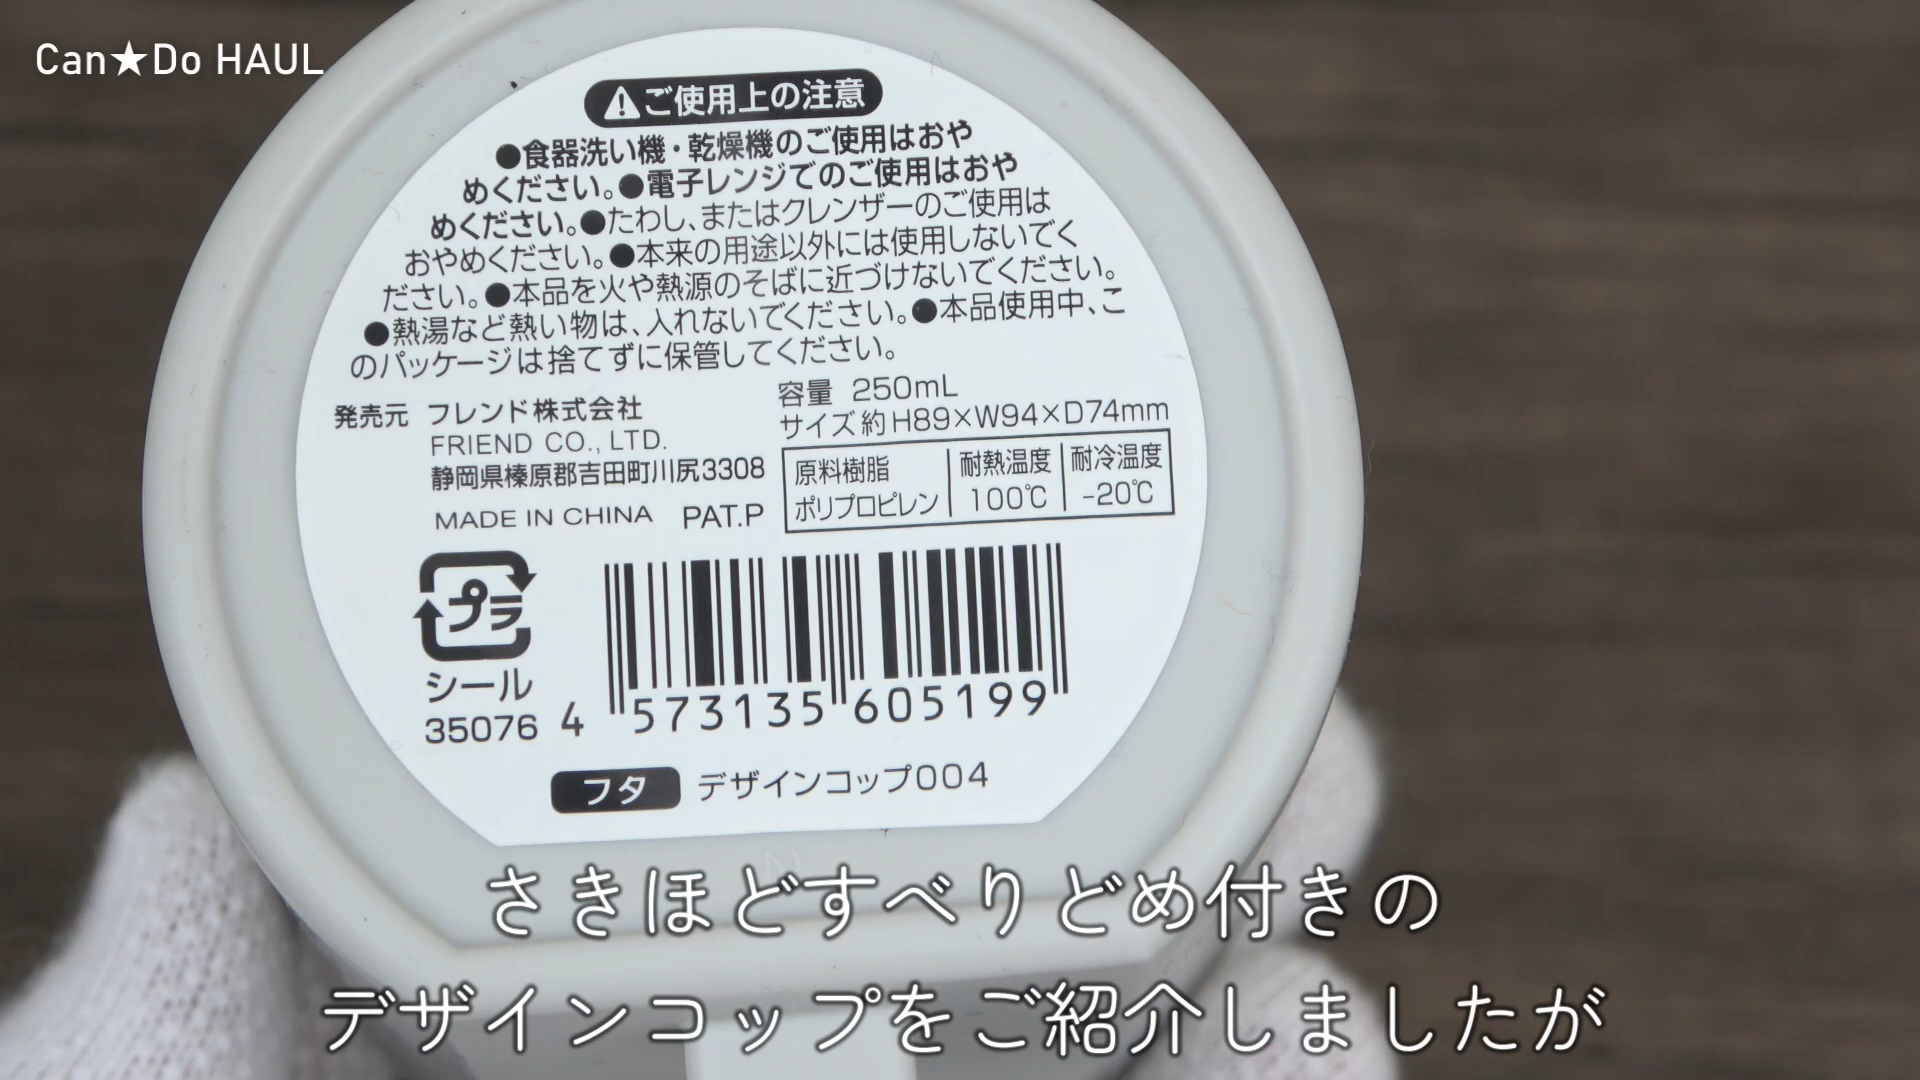 Can★Do HAUL
⚠ご使用上の注意
●食器洗い機・乾燥機のご使用はおや
めください。●電子レンジでのご使用はおや
めください。●たわし、またはクレンザーのご使用は
おやめください。●本来の用途以外には使用しないでく
ださい。●本品を火や熱源のそばに近づけないでください。
●熱湯など熱い物は、入れないでください。●本品使用中、こ
のパッケージは捨てずに保管してください。
発売元 フレンド株式会社
FRIEND CO., LTD.
静岡県榛原郡吉田町川尻3308
MADE IN CHINA PAT.P
容量 250mL
サイズ約H89×W94×D74mm
原料樹脂 耐熱温度 耐冷温度
ポリプロピレン 100℃ -20℃
プラ
シール
35076
4 573135 605199
フタ デザインコップ004
さきほどすべりどめ付きの
デザインコップをご紹介しましたが